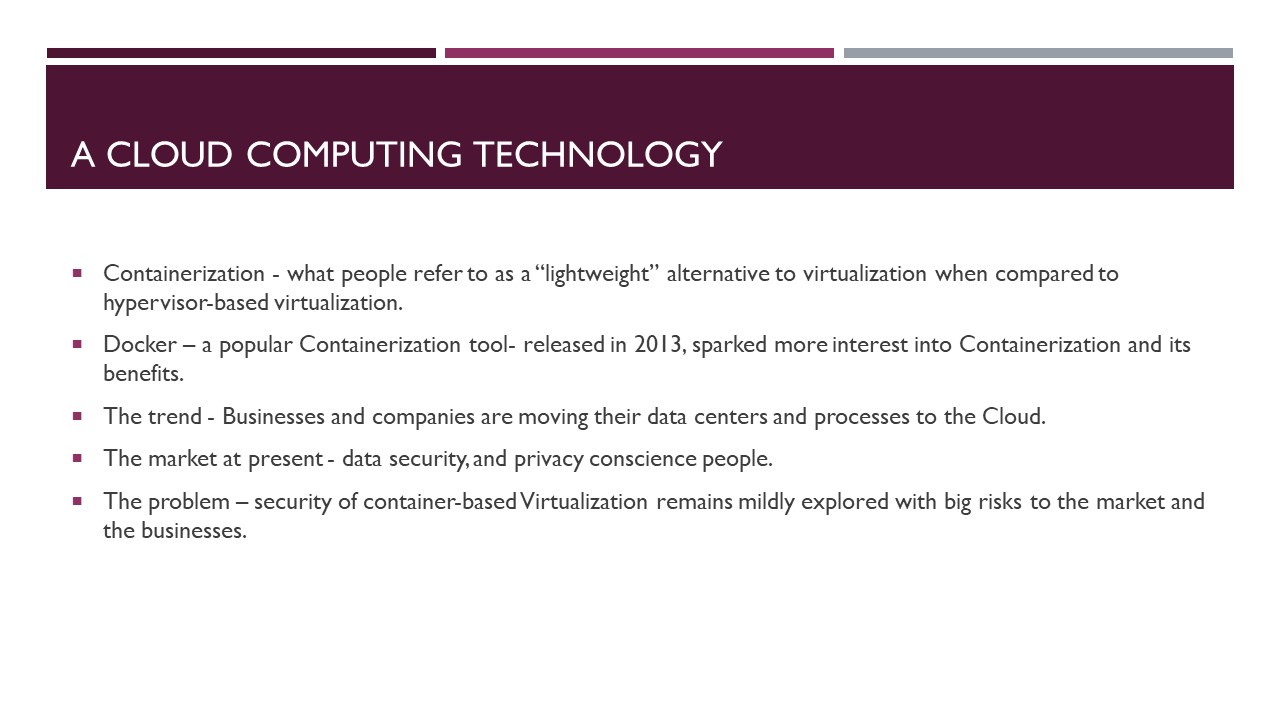 A CLOUD COMPUTING TECHNOLOGY
▪ Containerization - what people refer to as a “lightweight” alternative to virtualization when compared to
hypervisor-based virtualization.
▪ Docker – a popular Containerization tool- released in 2013, sparked more interest into Containerization and its
benefits.
▪ The trend - Businesses and companies are moving their data centers and processes to the Cloud.
▪ The market at present - data security, and privacy conscience people.
▪ The problem – security of container-based Virtualization remains mildly explored with big risks to the market and
the businesses.